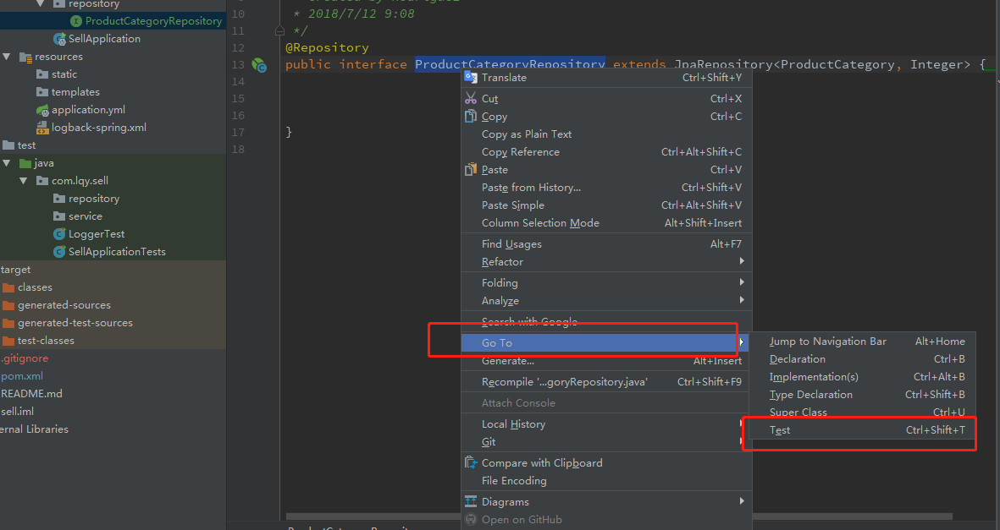 repository
ProductCategoryRepository
SellApplication
resources
static
templates
application.yml
logback-spring.xml
test
java
com.lqy.sell
repository
service
LoggerTest
SellApplicationTests
target
classes
generated-sources
generated-test-sources
test-classes
.gitignore
pom.xml
README.md
sell.iml
ernal Libraries
10 * 2018/7/12 9:08
11 */
12 @Repository
13 public interface ProductCategoryRepository extends JpaRepository<ProductCategory, Integer> {
14
15
16
17 }
18
Translate Ctrl+Shift+Y
Cut Ctrl+X
Copy Ctrl+C
Copy as Plain Text
Copy Reference Ctrl+Alt+Shift+C
Paste Ctrl+V
Paste from History... Ctrl+Shift+V
Paste Simple Ctrl+Alt+Shift+V
Column Selection Mode Alt+Shift+Insert
Find Usages Alt+F7
Refactor
Folding
Analyze
Search with Google
Go To
Generate... Alt+Insert
Recompile '...goryRepository.java' Ctrl+Shift+F9
Attach Console
Local History
Git
Compare with Clipboard
File Encoding
Diagrams
Open on GitHub
Jump to Navigation Bar Alt+Home
Declaration Ctrl+B
Implementation(s) Ctrl+Alt+B
Type Declaration Ctrl+Shift+B
Super Class Ctrl+U
Test Ctrl+Shift+T